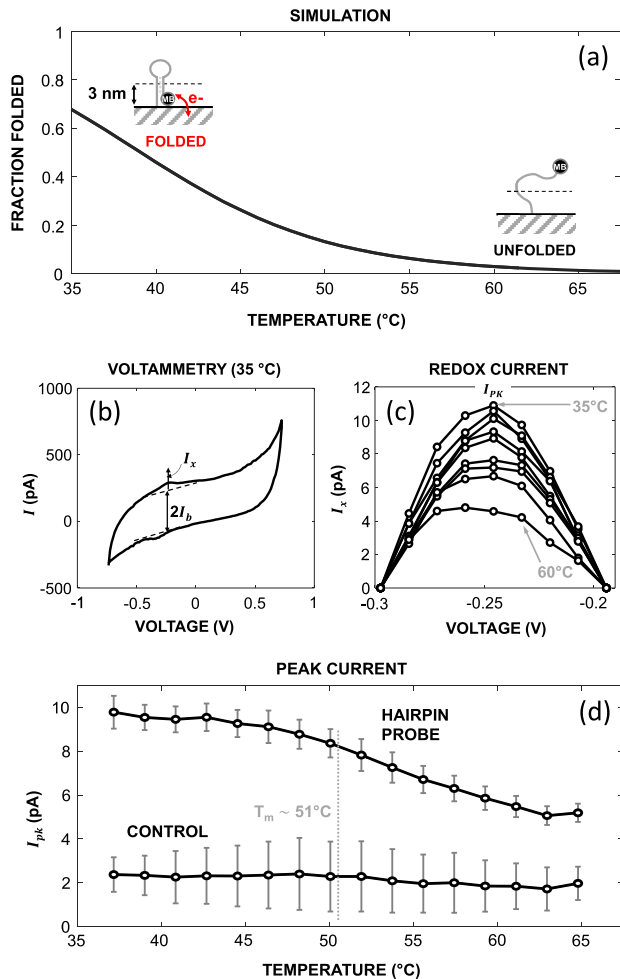 SIMULATION
(a)
FRACTION FOLDED
1
0.8
0.6
0.4
0.2
0
3 nm
MB
e-
FOLDED
MB
UNFOLDED
35 40 45 50 55 60 65
TEMPERATURE (°C)
VOLTAMMETRY (35 °C)
(b)
I (pA)
1000
500
0
-500
I_x
2I_b
-1 -0.5 0 0.5 1
VOLTAGE (V)
REDOX CURRENT
(c)
I_PK
35°C
I_x (pA)
12
10
8
6
4
2
0
60°C
-0.3 -0.25 -0.2
VOLTAGE (V)
PEAK CURRENT
(d)
I_pk (pA)
10
8
6
4
2
0
HAIRPIN
PROBE
T_m ~ 51°C
CONTROL
35 40 45 50 55 60 65
TEMPERATURE (°C)